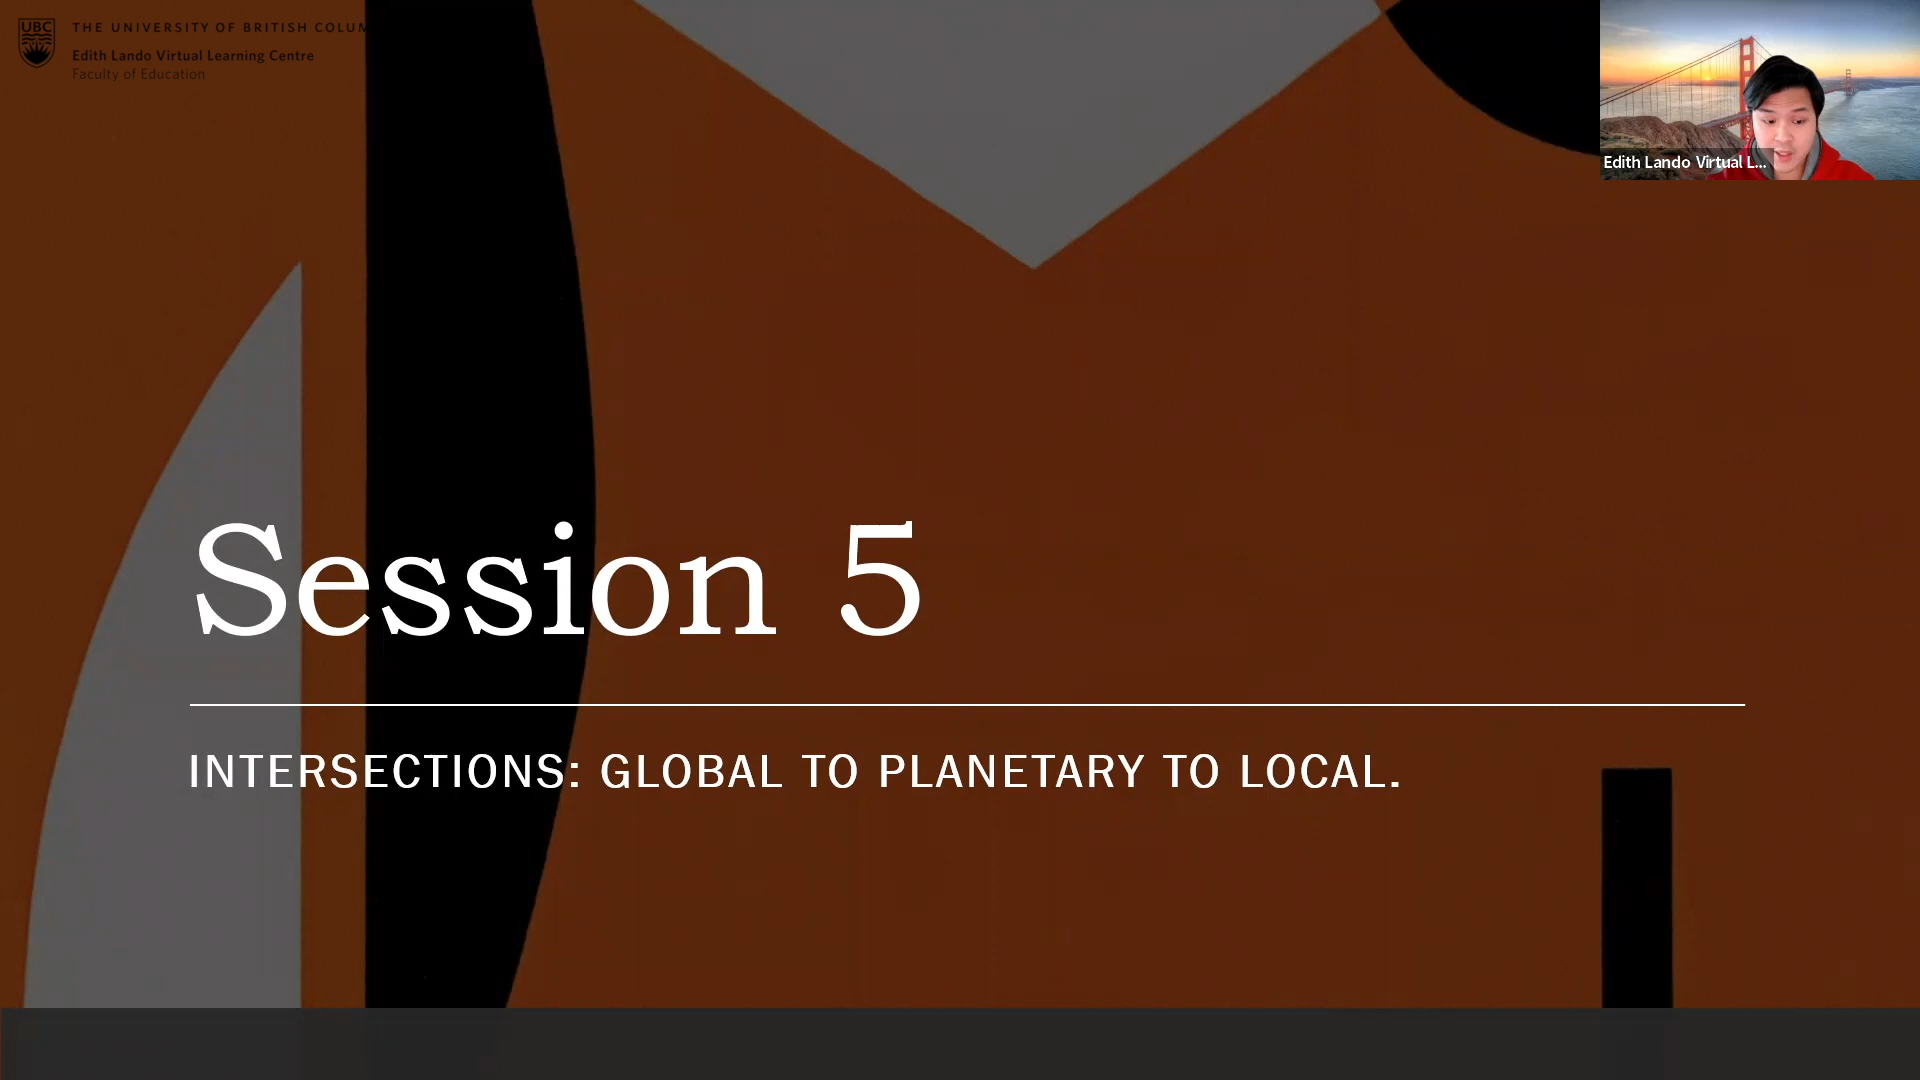 UBC
THE UNIVERSITY OF BRITISH COLUM
Edith Lando Virtual Learning Centre
Faculty of Education
Edith Lando Virtual L...
Session 5
INTERSECTIONS: GLOBAL TO PLANETARY TO LOCAL.